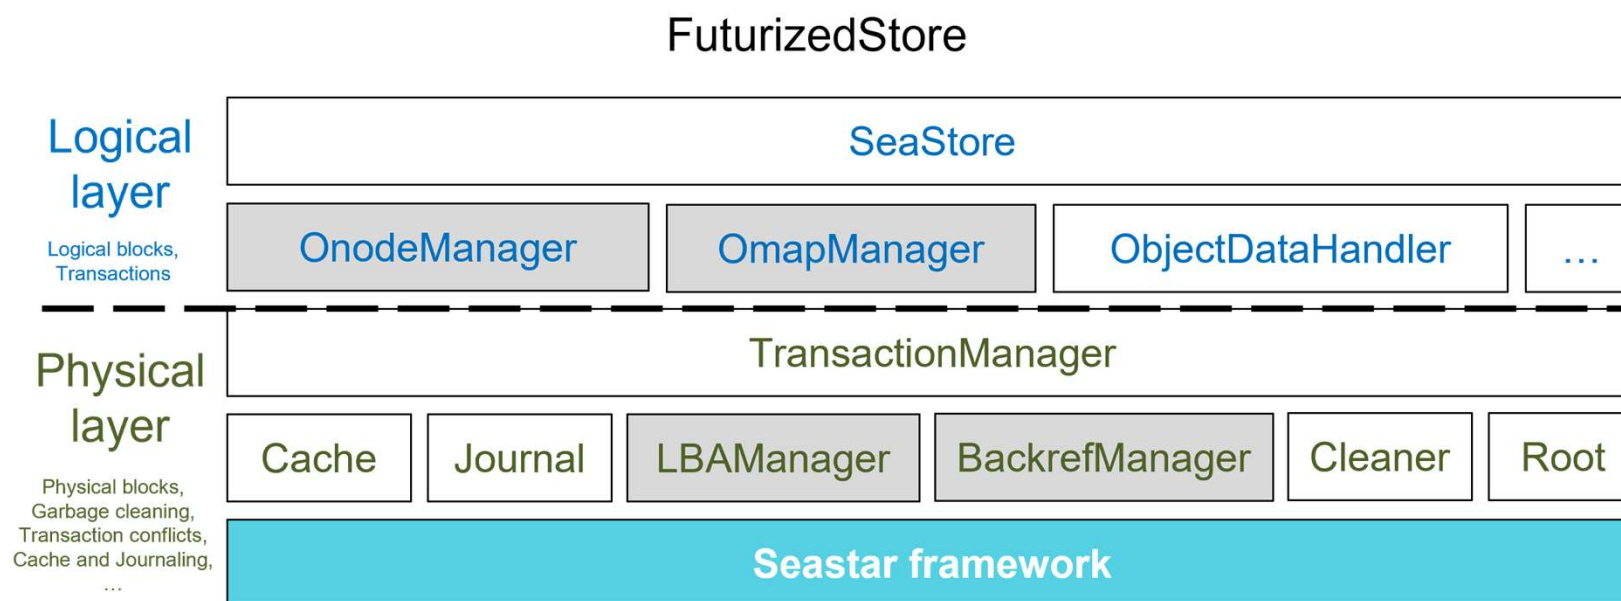 FuturizedStore
Logical
layer
Logical blocks,
Transactions
SeaStore
OnodeManager
OmapManager
ObjectDataHandler
...
Physical
layer
Physical blocks,
Garbage cleaning,
Transaction conflicts,
Cache and Journaling,
...
TransactionManager
Cache
Journal
LBAManager
BackrefManager
Cleaner
Root
Seastar framework